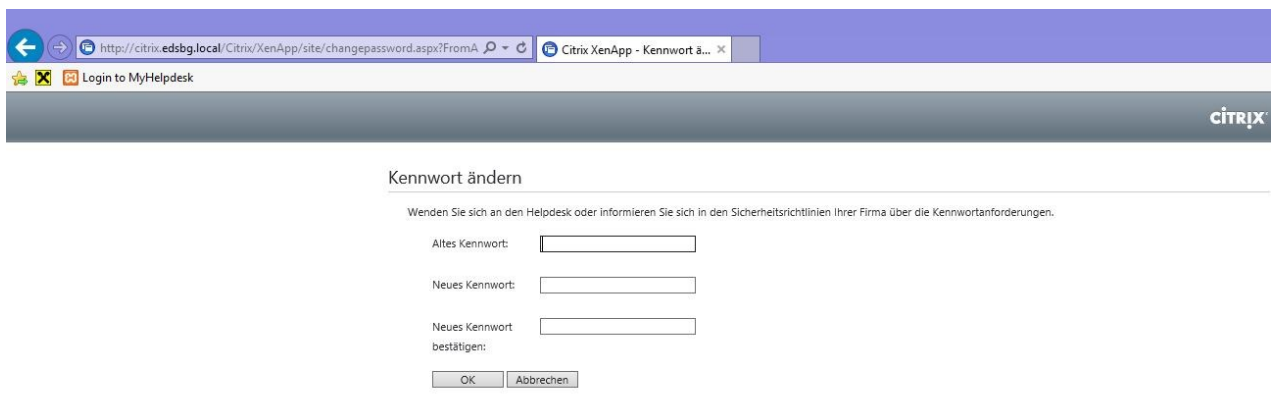 http://citrix.edsbg.local/Citrix/XenApp/site/changepassword.aspx?FromA
Citrix XenApp - Kennwort ä...
Login to MyHelpdesk
CITRIX
Kennwort ändern
Wenden Sie sich an den Helpdesk oder informieren Sie sich in den Sicherheitsrichtlinien Ihrer Firma über die Kennwortanforderungen.
Altes Kennwort:
Neues Kennwort:
Neues Kennwort
bestätigen:
OK Abbrechen